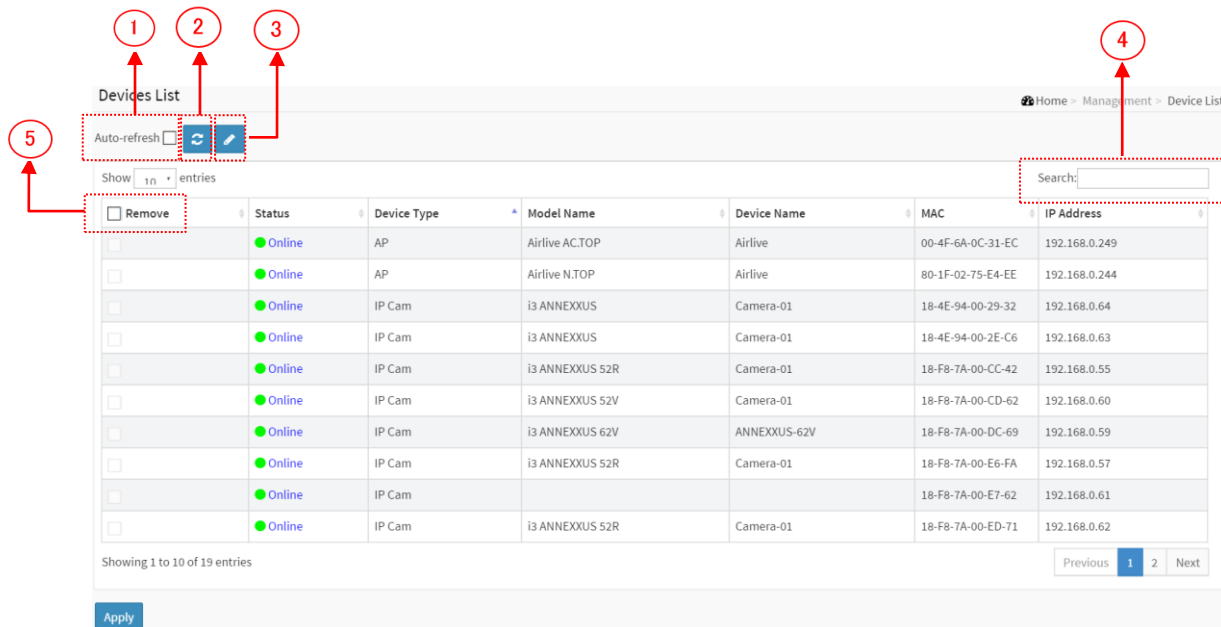 1 2 3 4
Devices List
Home > Management > Device List
5
Auto-refresh
Show 10 entries Search:
Remove Status Device Type Model Name Device Name MAC IP Address
Online AP Airlive AC.TOP Airlive 00-4F-6A-0C-31-EC 192.168.0.249
Online AP Airlive N.TOP Airlive 80-1F-02-75-E4-EE 192.168.0.244
Online IP Cam i3 ANNEXXUS Camera-01 18-4E-94-00-29-32 192.168.0.64
Online IP Cam i3 ANNEXXUS Camera-01 18-4E-94-00-2E-C6 192.168.0.63
Online IP Cam i3 ANNEXXUS 52R Camera-01 18-F8-7A-00-CC-42 192.168.0.55
Online IP Cam i3 ANNEXXUS 52V Camera-01 18-F8-7A-00-CD-62 192.168.0.60
Online IP Cam i3 ANNEXXUS 62V ANNEXXUS-62V 18-F8-7A-00-DC-69 192.168.0.59
Online IP Cam i3 ANNEXXUS 52R Camera-01 18-F8-7A-00-E6-FA 192.168.0.57
Online IP Cam 18-F8-7A-00-E7-62 192.168.0.61
Online IP Cam i3 ANNEXXUS 52R Camera-01 18-F8-7A-00-ED-71 192.168.0.62
Showing 1 to 10 of 19 entries Previous 1 2 Next
Apply